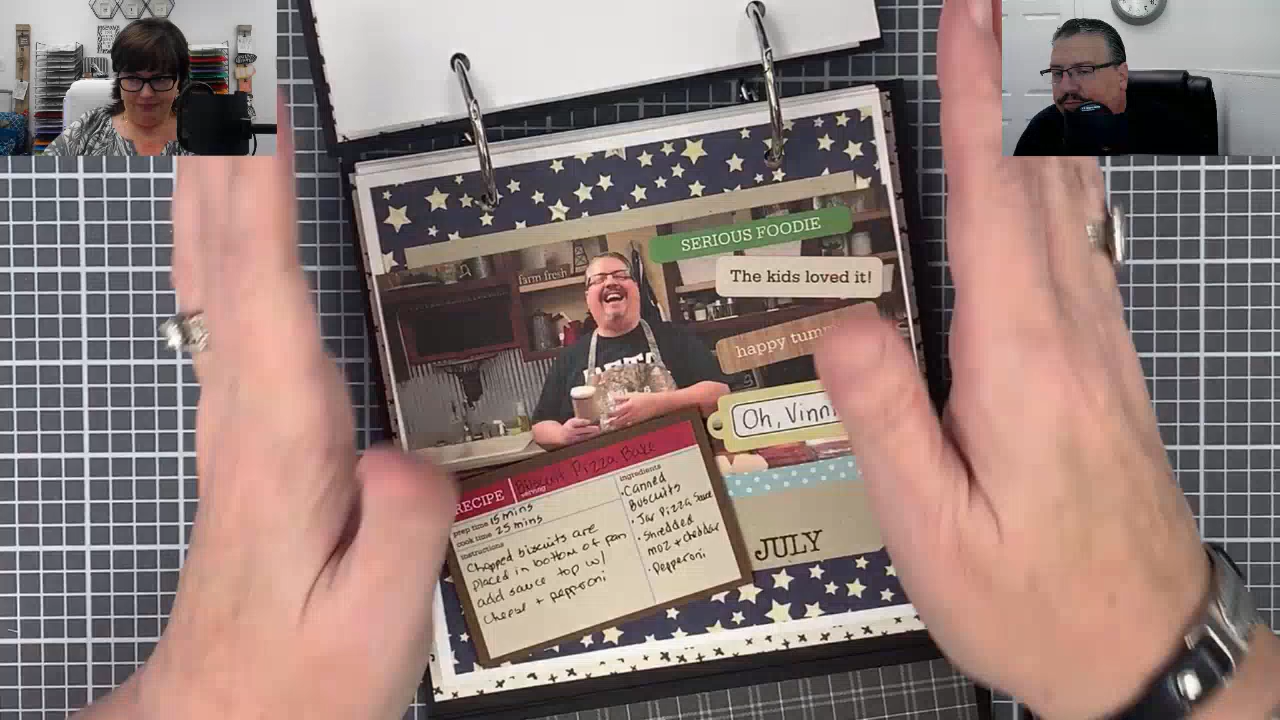 SERIOUS FOODIE
farm fresh
The kids loved it!
happy
Oh, Vinn
RECIPE Biscuit Pizza Bake
serving
prep time 15 mins
cook time 25 mins
instructions
Chopped biscuits are
placed in bottom of pan
add sauce top w/
cheese + pepperoni
ingredients
•Canned
Buscuits
•Jar Pizza Sauce
•Shredded
moz + cheddar
•Pepperoni
JULY